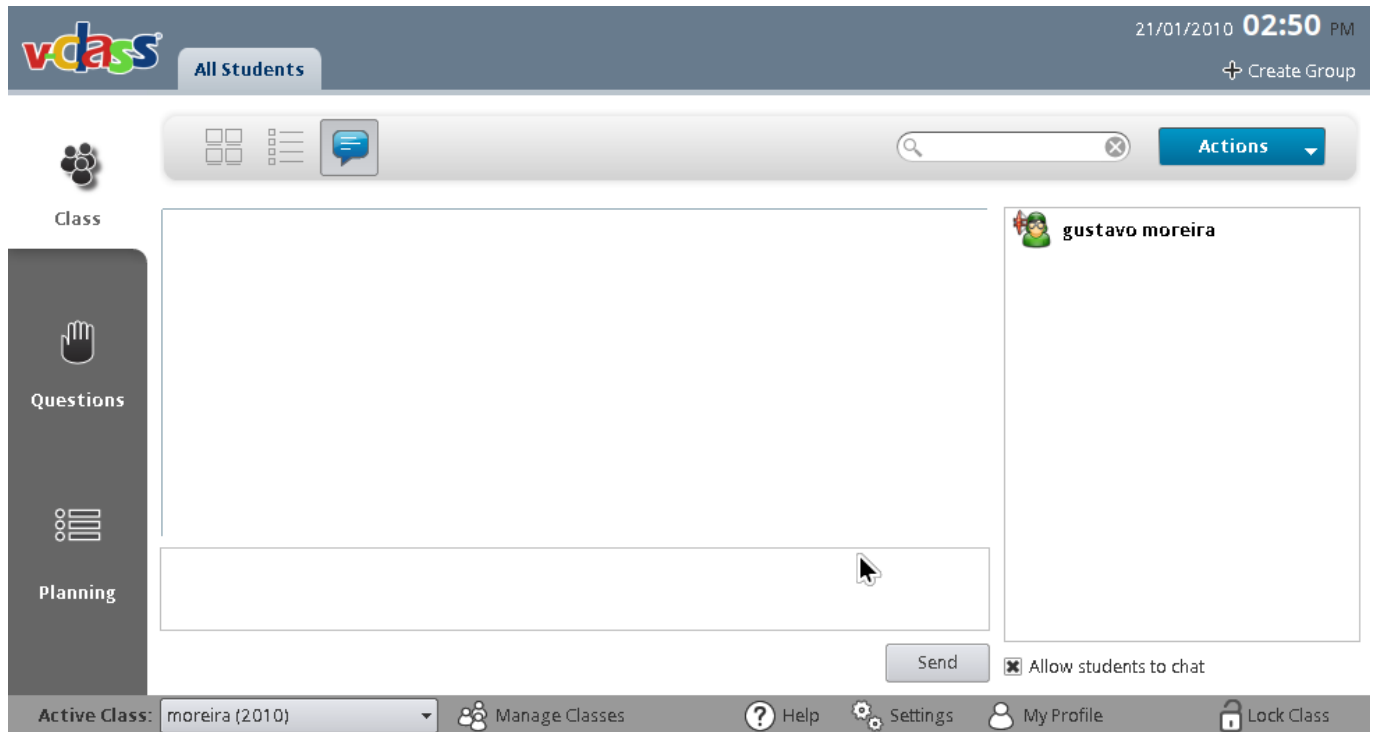 v-class
All Students
21/01/2010 02:50 PM
Create Group
Actions
Class
gustavo moreira
Questions
Planning
Send
Allow students to chat
Active Class: moreira (2010) Manage Classes Help Settings My Profile Lock Class